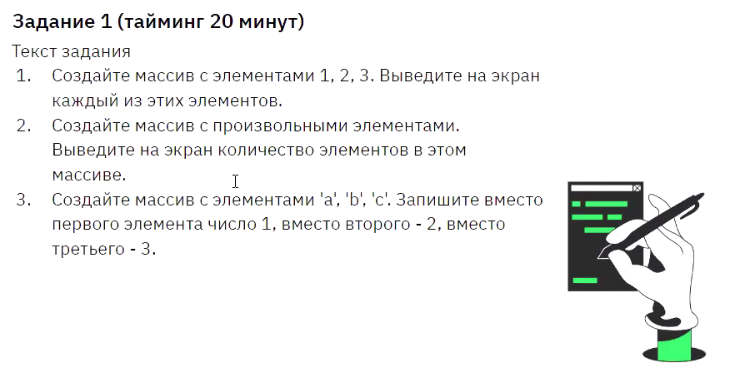 Задание 1 (тайминг 20 минут)
Текст задания
1. Создайте массив с элементами 1, 2, 3. Выведите на экран
каждый из этих элементов.
2. Создайте массив с произвольными элементами.
Выведите на экран количество элементов в этом
массиве.
3. Создайте массив с элементами 'a', 'b', 'c'. Запишите вместо
первого элемента число 1, вместо второго - 2, вместо
третьего - 3.